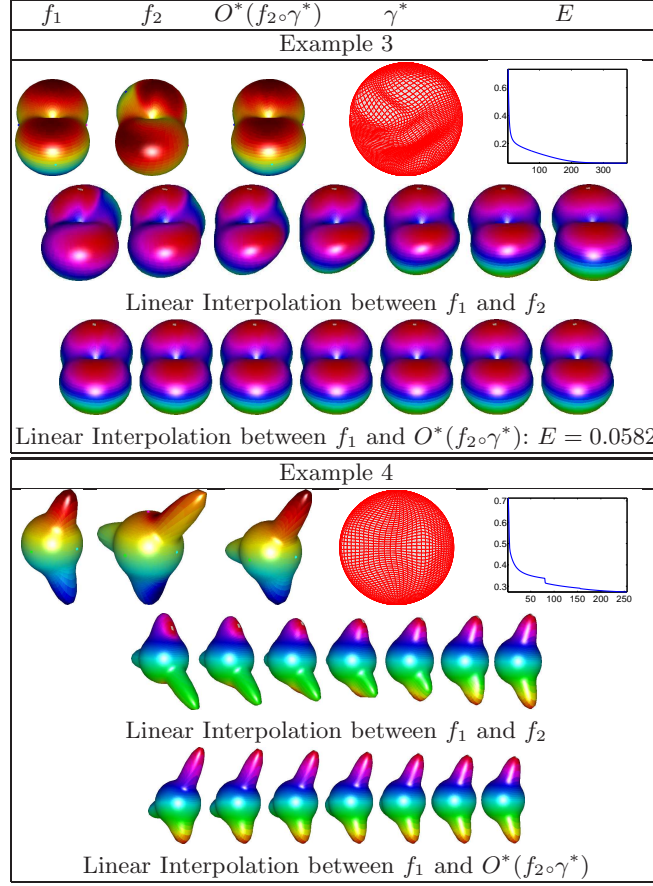 f₁ f₂ O*(f₂∘γ*) γ* E
Example 3
0.6
0.4
0.2
100 200 300
Linear Interpolation between f₁ and f₂
Linear Interpolation between f₁ and O*(f₂∘γ*): E = 0.0582
Example 4
0.7
0.6
0.5
0.4
0.3
50 100 150 200 250
Linear Interpolation between f₁ and f₂
Linear Interpolation between f₁ and O*(f₂∘γ*)